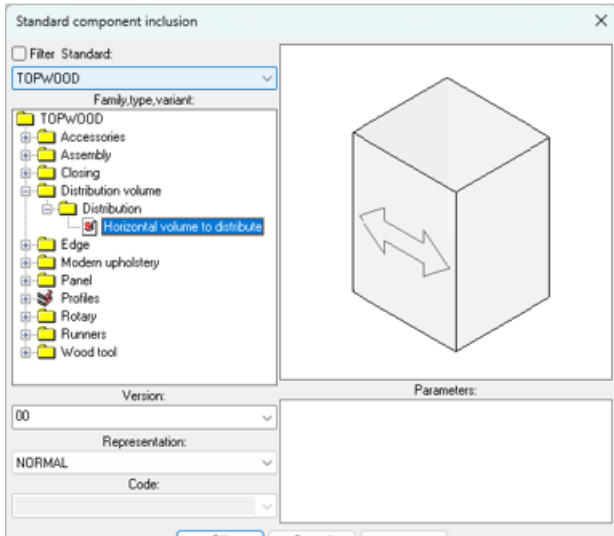 Standard component inclusion
Filter Standard:
TOPWOOD
Family,type,variant:
TOPWOOD
Accessories
Assembly
Closing
Distribution volume
Distribution
Horizontal volume to distribute
Edge
Modern upholstery
Panel
Profiles
Rotary
Runners
Wood tool
Version:
00
Representation:
NORMAL
Code:
Parameters: